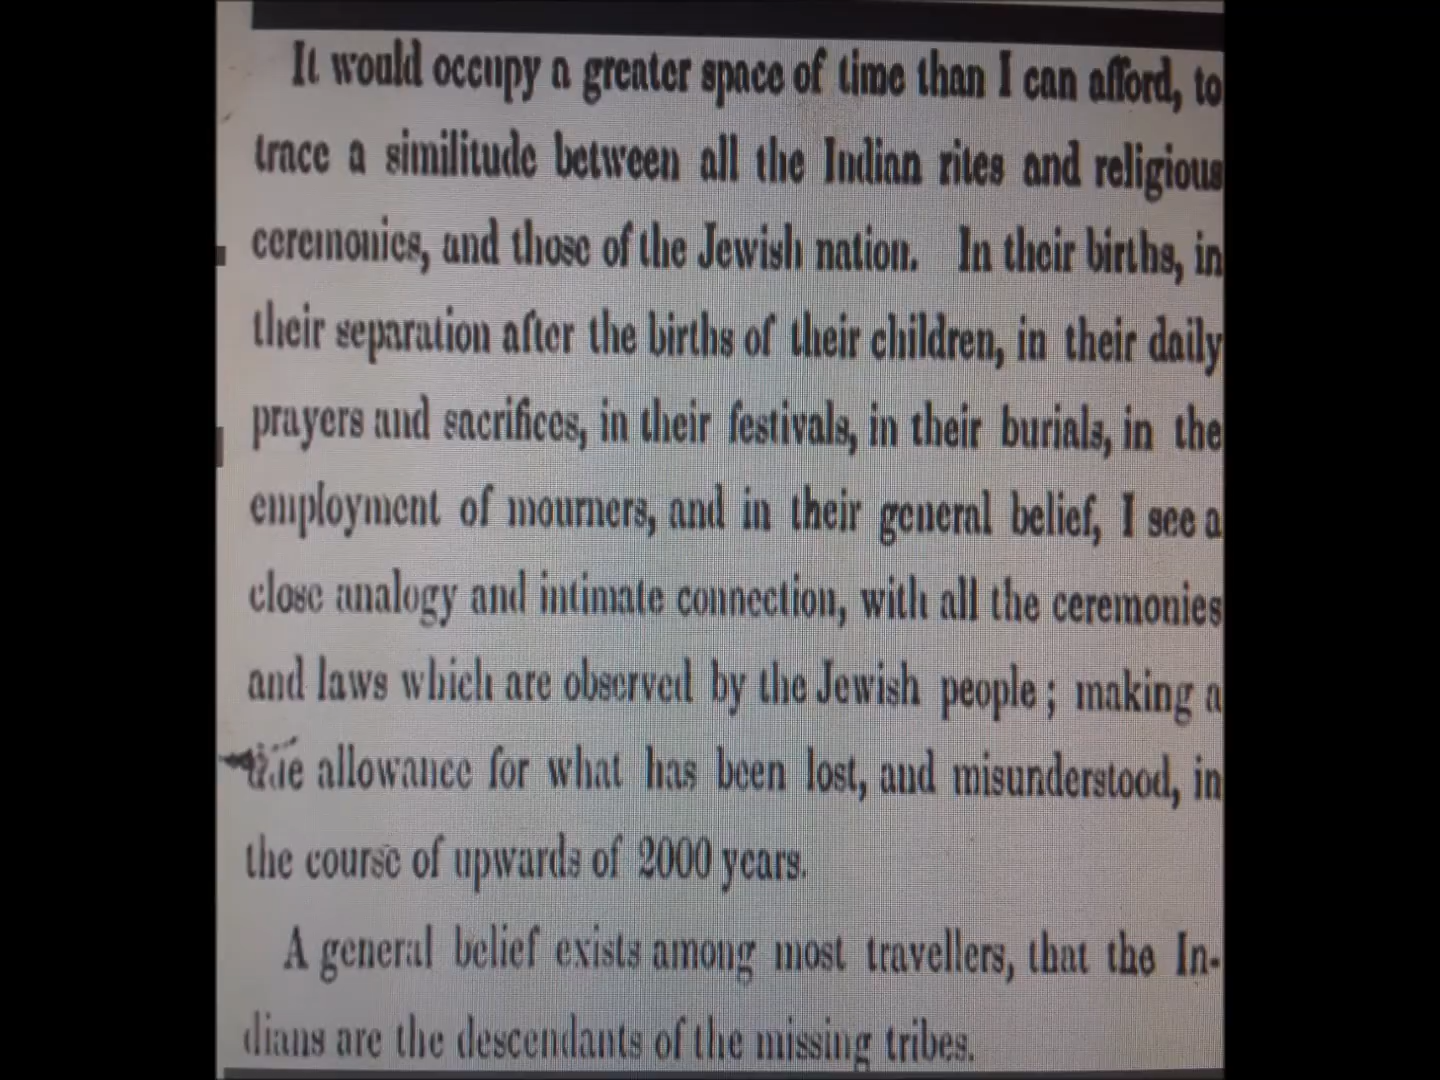 It would occupy a greater space of time than I can afford, to
trace a similitude between all the Indian rites and religious
ceremonies, and those of the Jewish nation. In their births, in
their separation after the births of their children, in their daily
prayers and sacrifices, in their festivals, in their burials, in the
employment of mourners, and in their general belief, I see a
close analogy and intimate connection, with all the ceremonies
and laws which are observed by the Jewish people; making a
due allowance for what has been lost, and misunderstood, in
the course of upwards of 2000 years.
A general belief exists among most travellers, that the In-
dians are the descendants of the missing tribes.